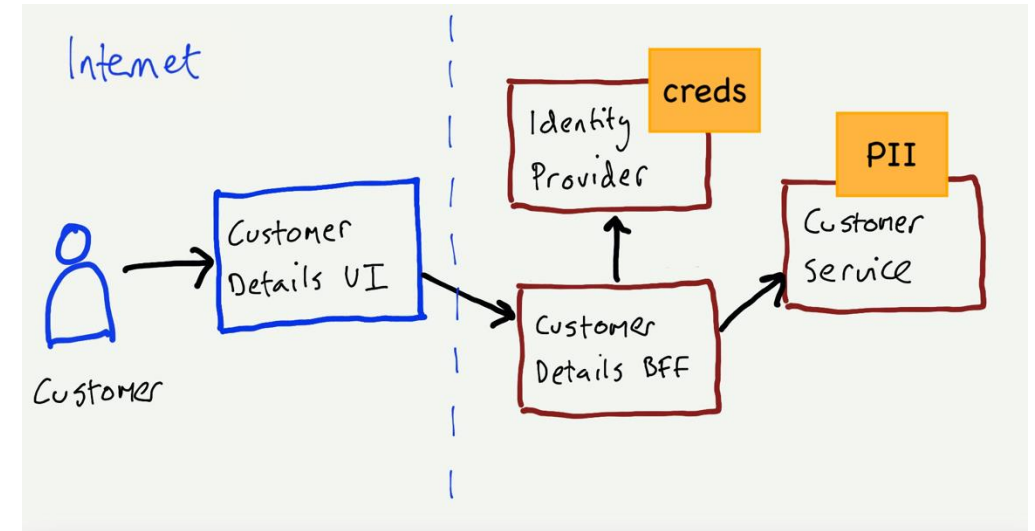 Internet
Customer
Customer
Details UI
creds
Identity
Provider
Customer
Details BFF
PII
Customer
Service